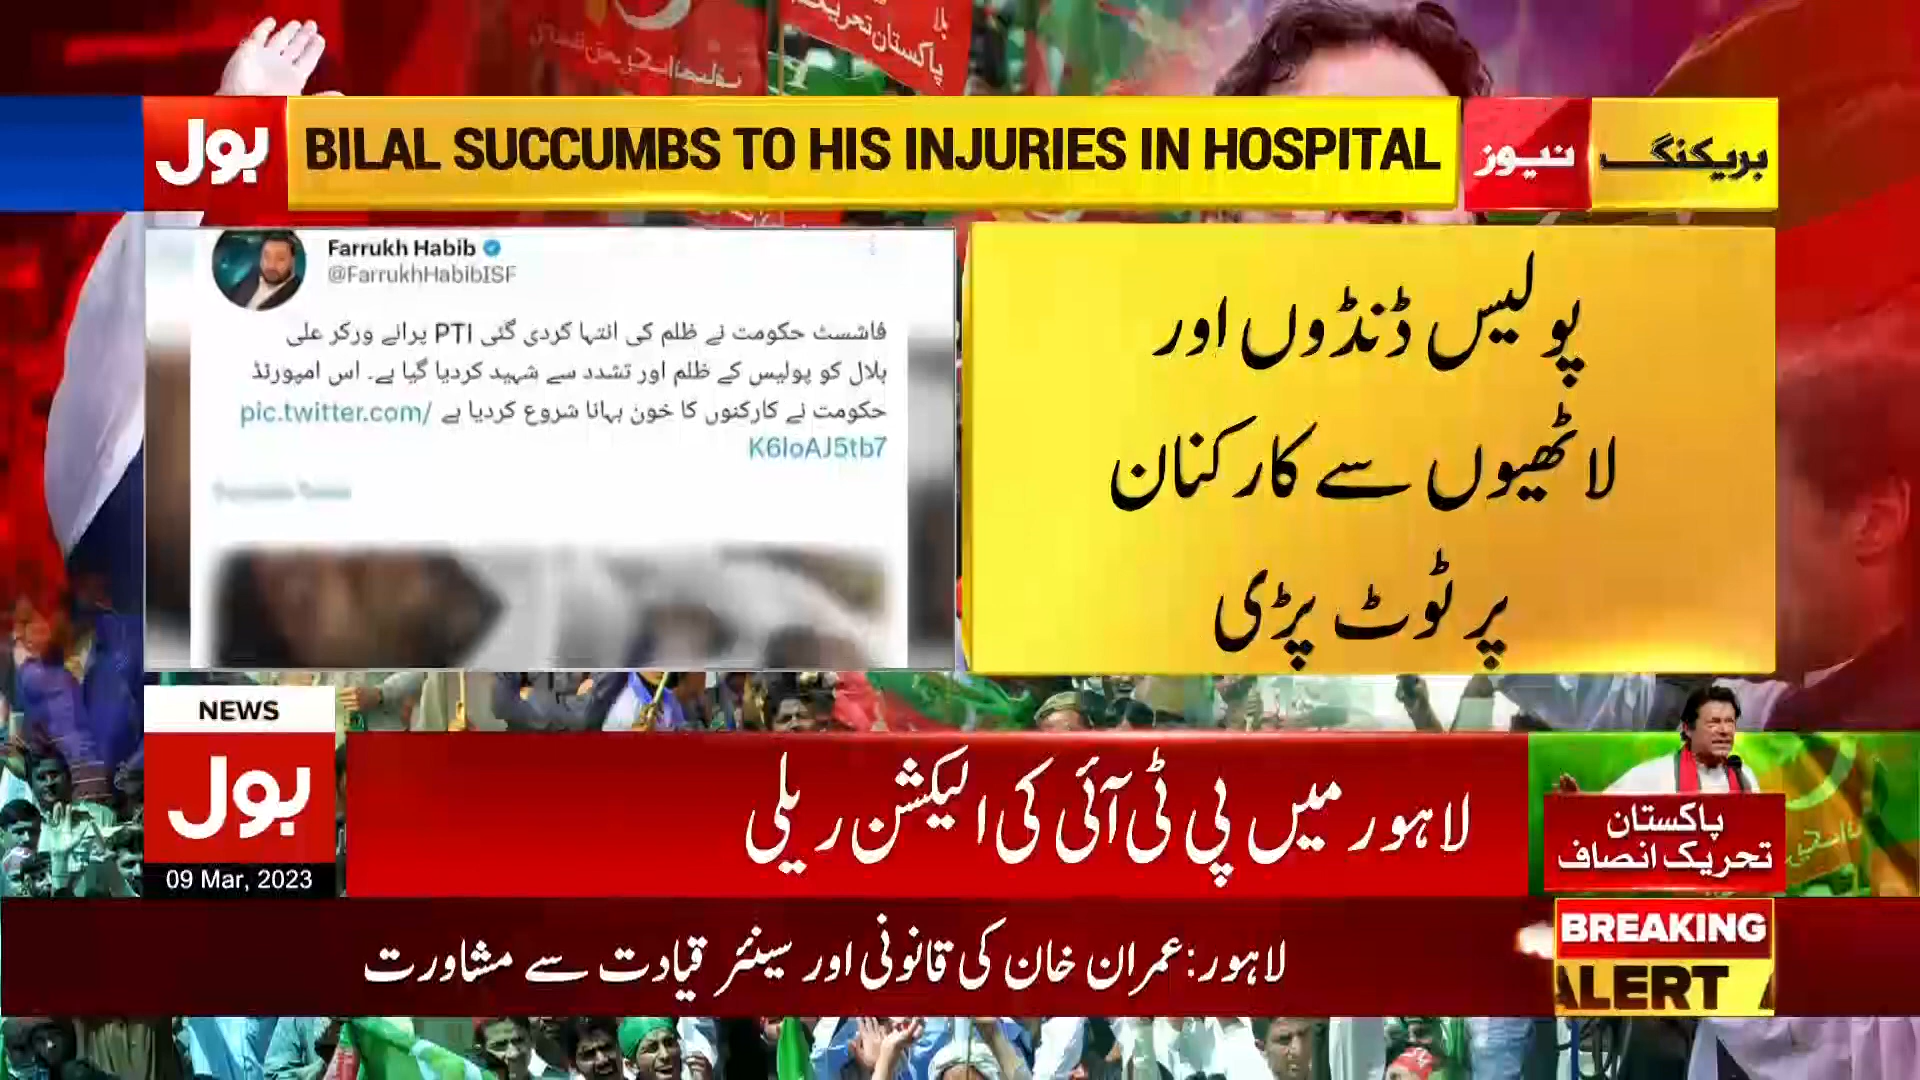 پاکستان تحریک
BILAL SUCCUMBS TO HIS INJURIES IN HOSPITAL
بول
نیوز
بریکنگ
Farrukh Habib
@FarrukhHabibISF
فاشسٹ حکومت نے ظلم کی انتہا کردی گئی PTI پرانے ورکر علی
بلال کو پولیس کے ظلم اور تشدد سے شہید کردیا گیا ہے۔ اس امپورٹڈ
حکومت نے کارکنوں کا خون بہانا شروع کردیا ہے pic.twitter.com/
K6loAJ5tb7
پولیس ڈنڈوں اور
لاٹھیوں سے کارکنان
پر ٹوٹ پڑی
NEWS
بول
09 Mar, 2023
لاہور میں پی ٹی آئی کی الیکشن ریلی
پاکستان
تحریک انصاف
لاہور:عمران خان کی قانونی اور سینئر قیادت سے مشاورت
BREAKING
ALERT